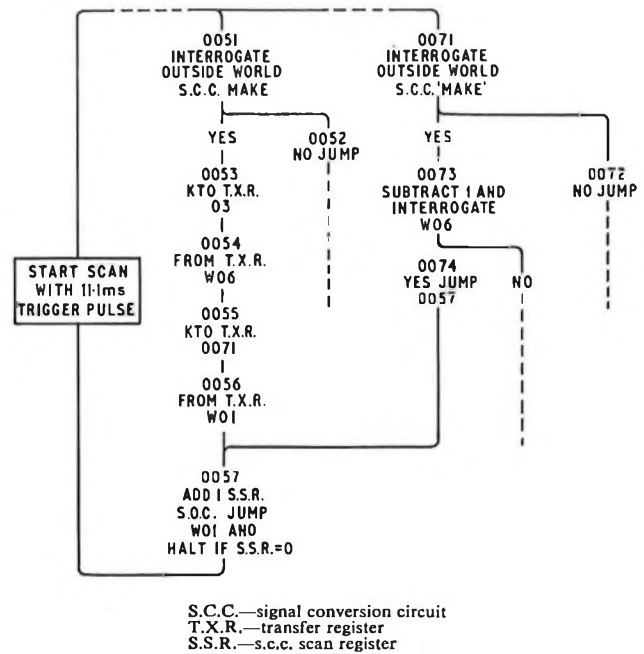 0051
INTERROGATE
OUTSIDE WORLD
S.C.C. MAKE
YES
0052
NO JUMP
0053
KTO T.X.R.
03
0054
FROM T.X.R.
W06
0055
KTO T.X.R.
0071
0056
FROM T.X.R.
W01
0071
INTERROGATE
OUTSIDE WORLD
S.C.C.'MAKE'
YES
0072
NO JUMP
0073
SUBTRACT 1 AND
INTERROGATE
W06
0074
YES JUMP
0057
NO
START SCAN
WITH 11·1ms
TRIGGER PULSE
0057
ADD 1 S.S.R.
S.O.C. JUMP
W01 AND
HALT IF S.S.R.=0
S.C.C.—signal conversion circuit
T.X.R.—transfer register
S.S.R.—s.c.c. scan register